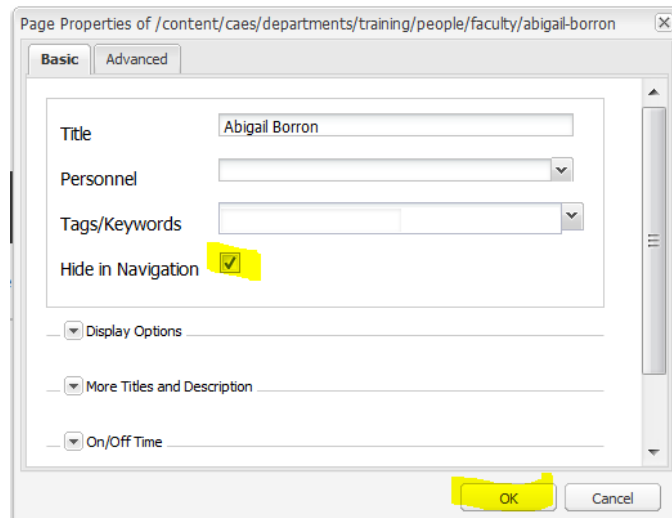 Page Properties of /content/caes/departments/training/people/faculty/abigail-borron
Basic Advanced
Title Abigail Borron
Personnel
Tags/Keywords
Hide in Navigation
Display Options
More Titles and Description
On/Off Time
OK Cancel